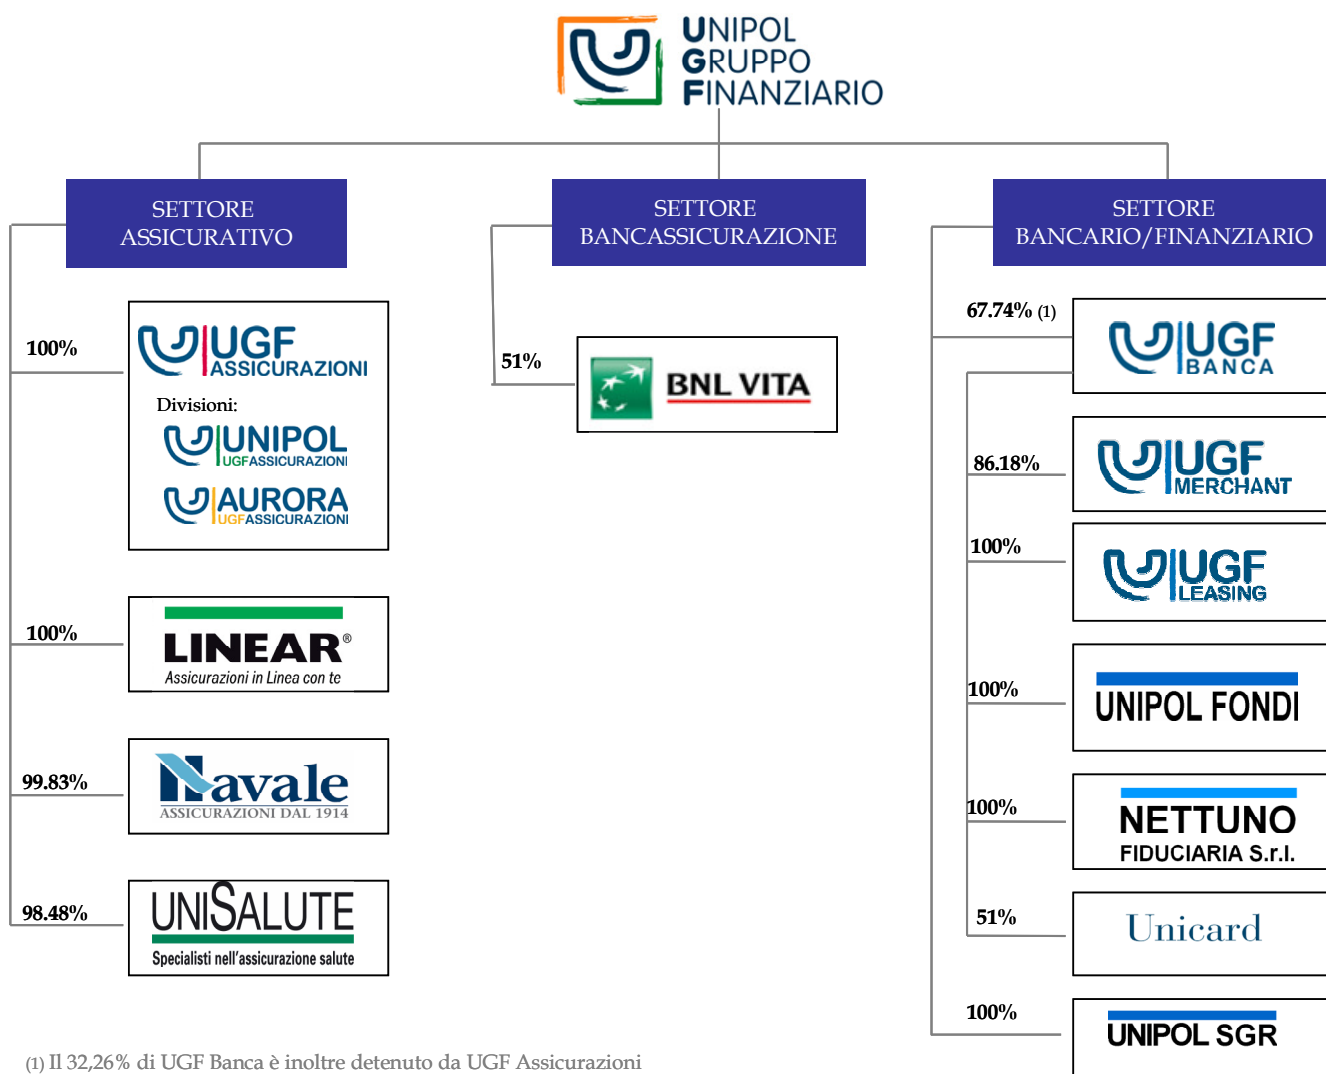 UNIPOL
GRUPPO
FINANZIARIO
SETTORE
ASSICURATIVO
100%
UGF
ASSICURAZIONI
Divisioni:
UNIPOL
UGFASSICURAZIONI
AURORA
UGFASSICURAZIONI
100%
LINEAR®
Assicurazioni in Linea con te
99.83%
Navale
ASSICURAZIONI DAL 1914
98.48%
UNISALUTE
Specialisti nell'assicurazione salute
SETTORE
BANCASSICURAZIONE
51%
BNL VITA
SETTORE
BANCARIO/FINANZIARIO
67.74% (1)
UGF
BANCA
86.18%
UGF
MERCHANT
100%
UGF
LEASING
100%
UNIPOL FONDI
100%
NETTUNO
FIDUCIARIA S.r.l.
51%
Unicard
100%
UNIPOL SGR
(1) Il 32,26% di UGF Banca è inoltre detenuto da UGF Assicurazioni